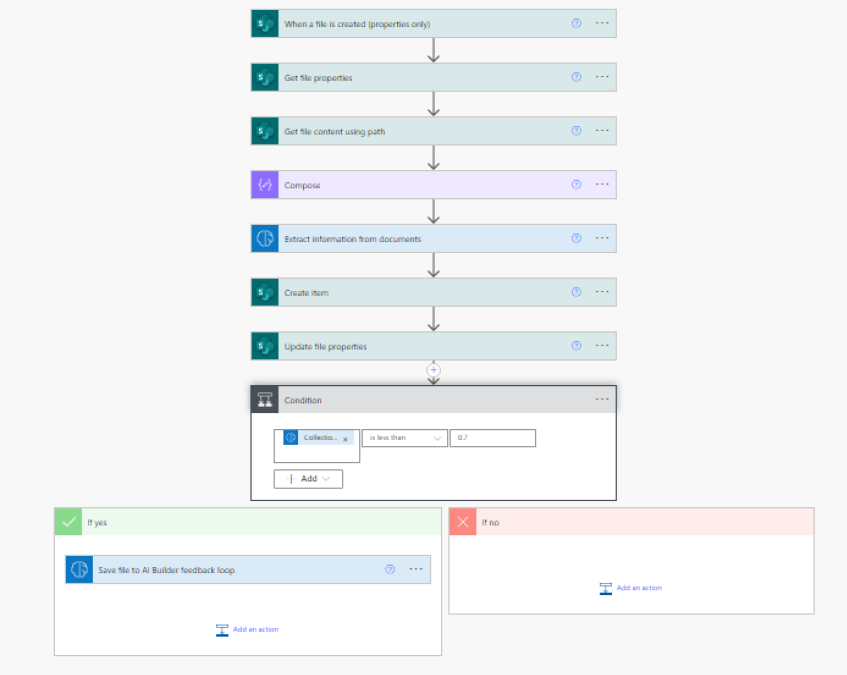 When a file is created (properties only)
Get file properties
Get file content using path
Compose
Extract information from documents
Create item
Update file properties
Condition
Collectio... is less than 0.7
Add
If yes
If no
Save file to AI Builder feedback loop
Add an action
Add an action